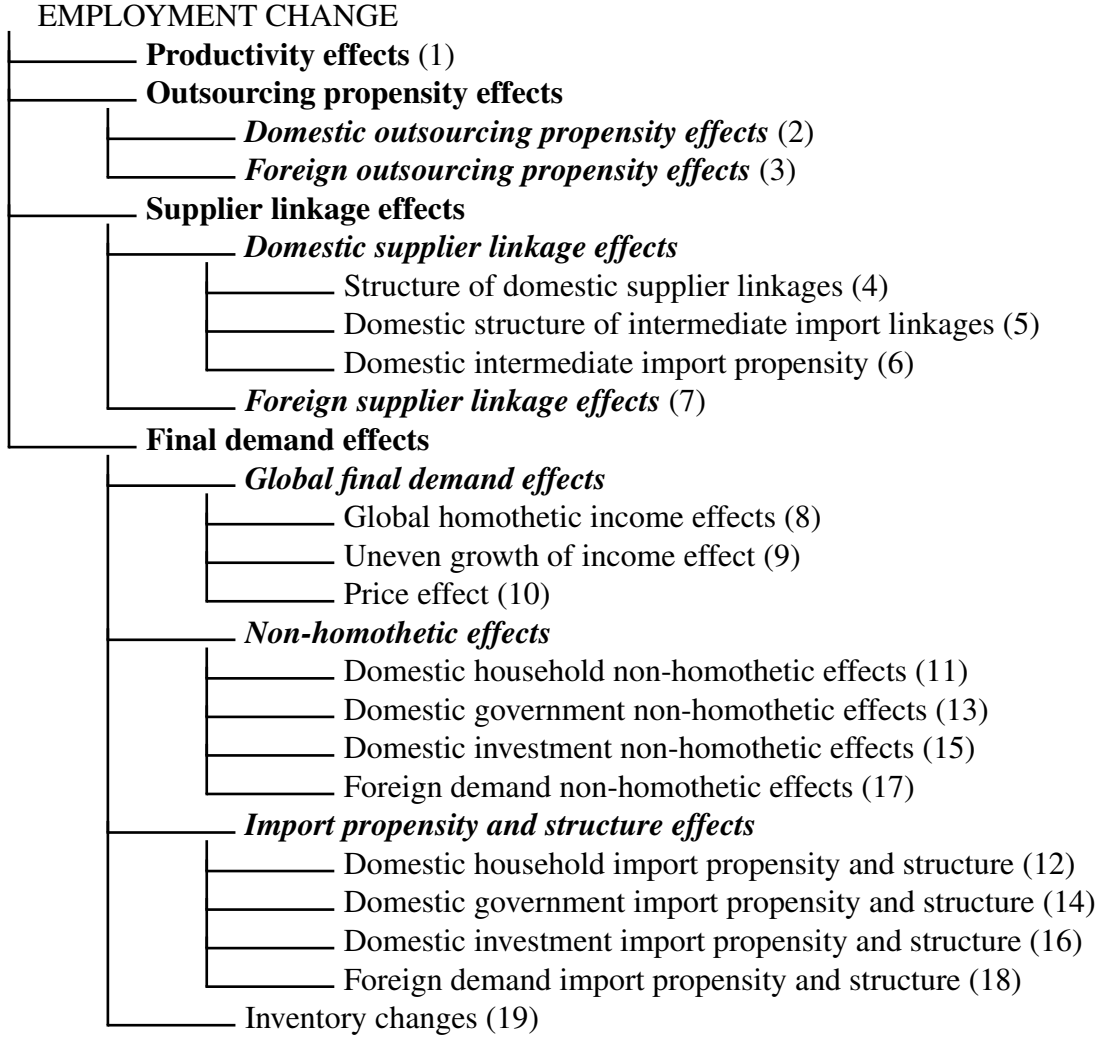 EMPLOYMENT CHANGE
Productivity effects (1)
Outsourcing propensity effects
Domestic outsourcing propensity effects (2)
Foreign outsourcing propensity effects (3)
Supplier linkage effects
Domestic supplier linkage effects
Structure of domestic supplier linkages (4)
Domestic structure of intermediate import linkages (5)
Domestic intermediate import propensity (6)
Foreign supplier linkage effects (7)
Final demand effects
Global final demand effects
Global homothetic income effects (8)
Uneven growth of income effect (9)
Price effect (10)
Non-homothetic effects
Domestic household non-homothetic effects (11)
Domestic government non-homothetic effects (13)
Domestic investment non-homothetic effects (15)
Foreign demand non-homothetic effects (17)
Import propensity and structure effects
Domestic household import propensity and structure (12)
Domestic government import propensity and structure (14)
Domestic investment import propensity and structure (16)
Foreign demand import propensity and structure (18)
Inventory changes (19)